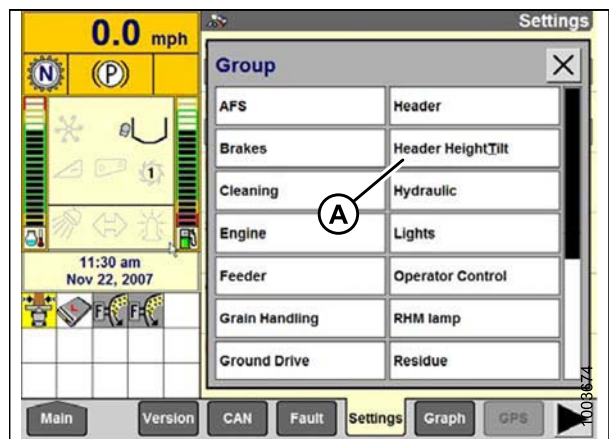 0.0 mph
Settings
N
(P)
Group
X
AFS
Header
Brakes
Header HeightTilt
Cleaning
Hydraulic
A
Engine
Lights
Feeder
Operator Control
Grain Handling
RHM lamp
Ground Drive
Residue
1
11:30 am
Nov 22, 2007
F
F
Main
Version
CAN
Fault
Settings
Graph
GPS
1003674